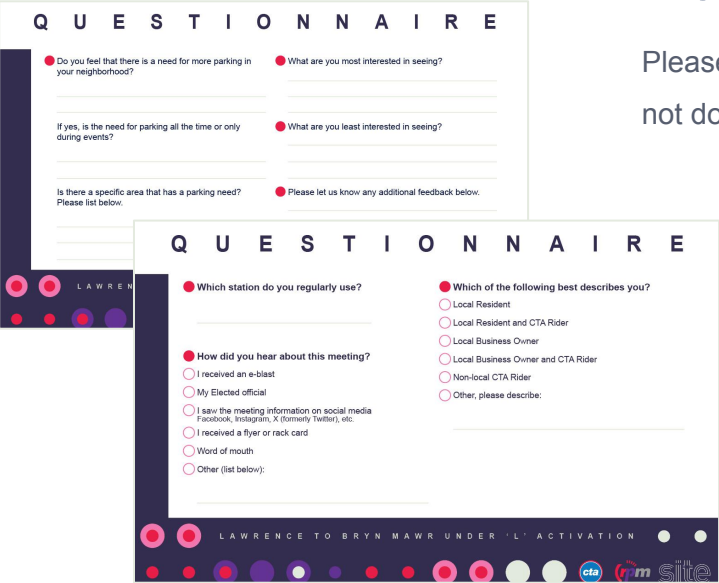 QUESTIONNAIRE
Do you feel that there is a need for more parking in
your neighborhood?
If yes, is the need for parking all the time or only
during events?
Is there a specific area that has a parking need?
Please list below.
What are you most interested in seeing?
What are you least interested in seeing?
Please let us know any additional feedback below.
Please
not do
QUESTIONNAIRE
Which station do you regularly use?
How did you hear about this meeting?
I received an e-blast
My Elected official
I saw the meeting information on social media
Facebook, Instagram, X (formerly Twitter), etc.
I received a flyer or rack card
Word of mouth
Other (list below):
Which of the following best describes you?
Local Resident
Local Resident and CTA Rider
Local Business Owner
Local Business Owner and CTA Rider
Non-local CTA Rider
Other, please describe:
LAWREN
LAWRENCE TO BRYN MAWR UNDER 'L' ACTIVATION
cta rpm site